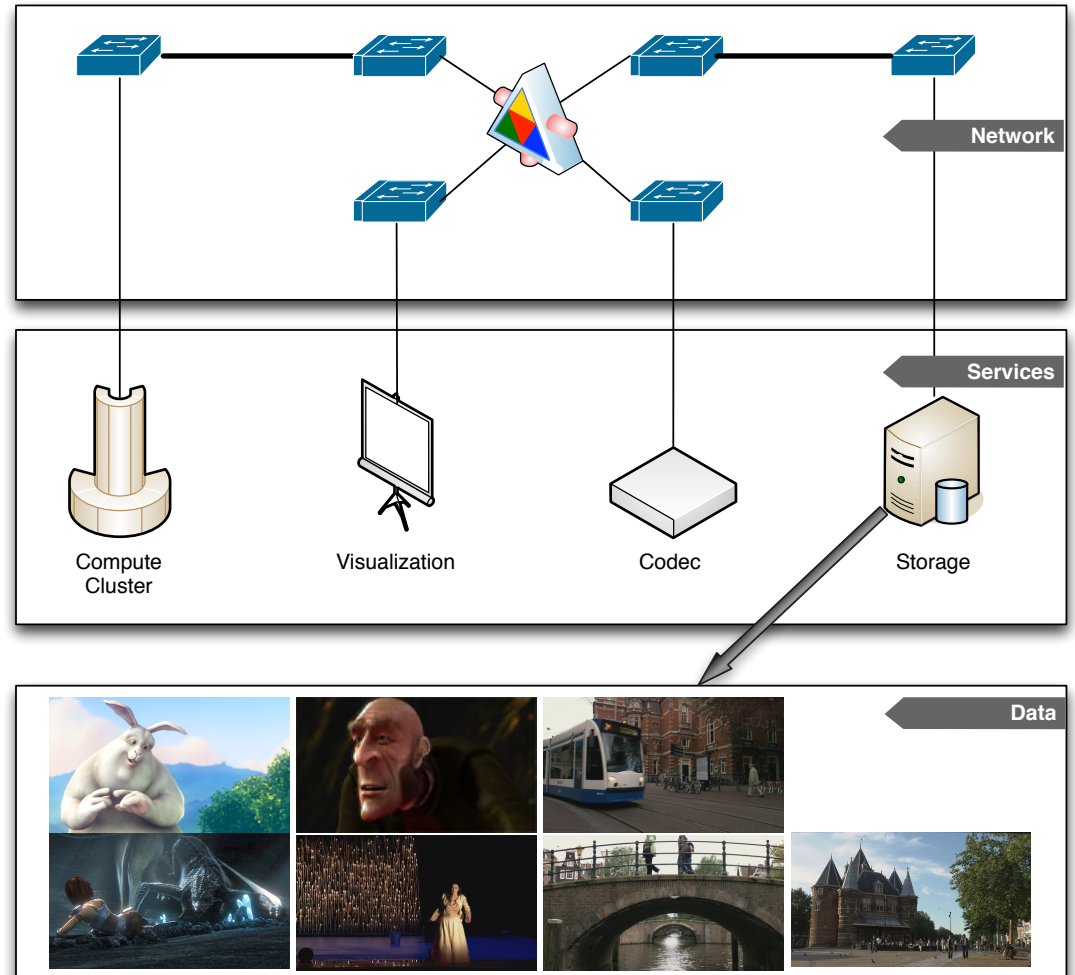 Network
Services
Compute
Cluster
Visualization
Codec
Storage
Data